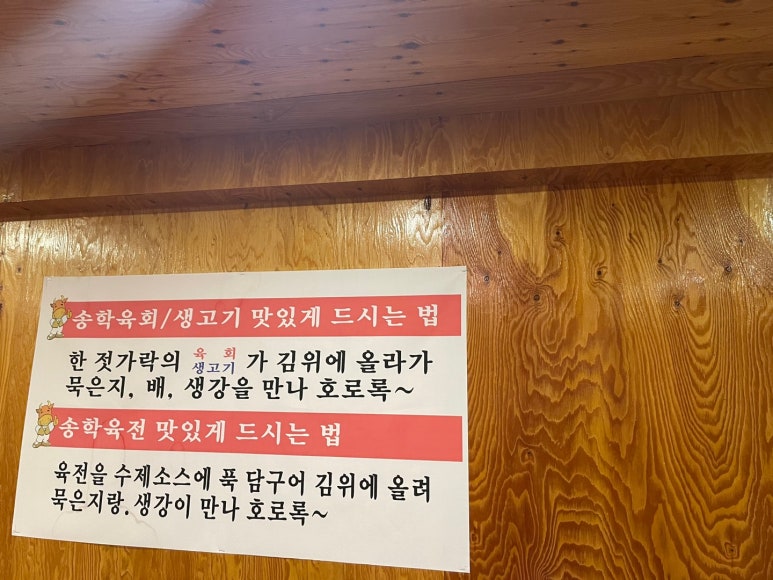 송학육회/생고기 맛있게 드시는 법
한 젓가락의 육회 생고기 가 김위에 올라가
묵은지, 배, 생강을 만나 호로록~
송학육전 맛있게 드시는 법
육전을 수제소스에 푹 담구어 김위에 올려
묵은지랑, 생강이 만나 호로록~